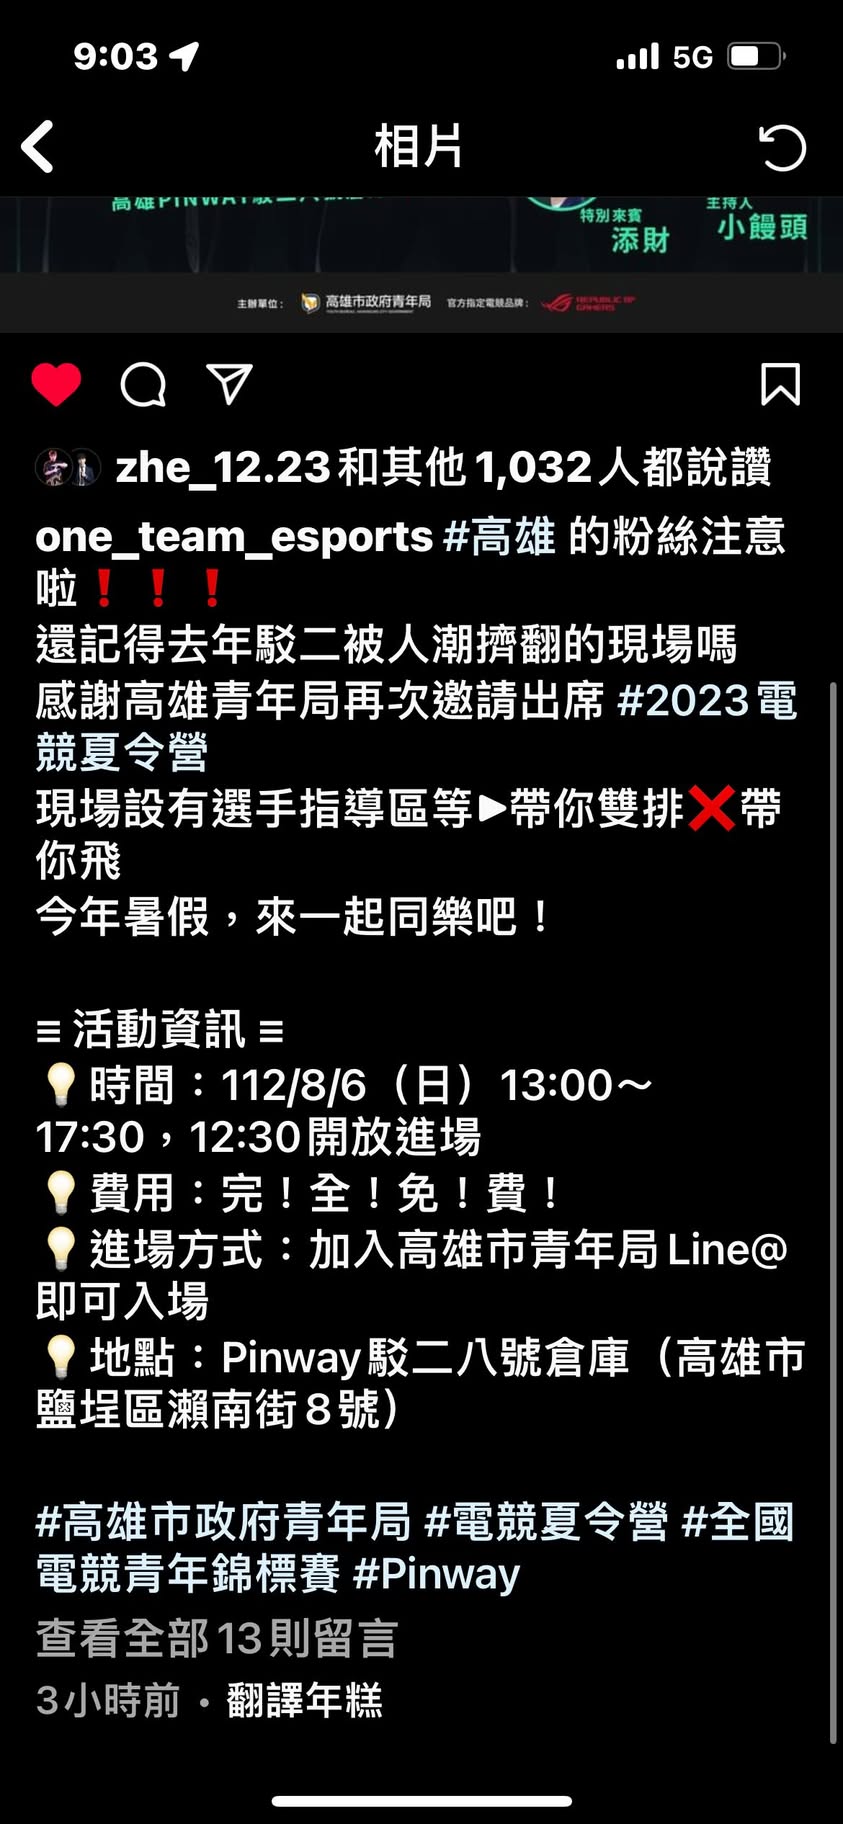 9:03
5G
相片
高雄PINWAY駁二八號倉庫
特別來賓
添財
主持人
小饅頭
主辦單位：
高雄市政府青年局
官方指定電競品牌：
REPUBLIC OF
GAMERS
zhe_12.23和其他1,032人都說讚
one_team_esports #高雄 的粉絲注意
啦❗❗❗
還記得去年駁二被人潮擠翻的現場嗎
感謝高雄青年局再次邀請出席 #2023電
競夏令營
現場設有選手指導區等▶帶你雙排❌帶
你飛
今年暑假，來一起同樂吧！
≡ 活動資訊 ≡
💡時間：112/8/6（日）13:00～
17:30，12:30開放進場
💡費用：完！全！免！費！
💡進場方式：加入高雄市青年局Line@
即可入場
💡地點：Pinway駁二八號倉庫（高雄市
鹽埕區瀨南街8號）
#高雄市政府青年局 #電競夏令營 #全國
電競青年錦標賽 #Pinway
查看全部13則留言
3小時前・翻譯年糕